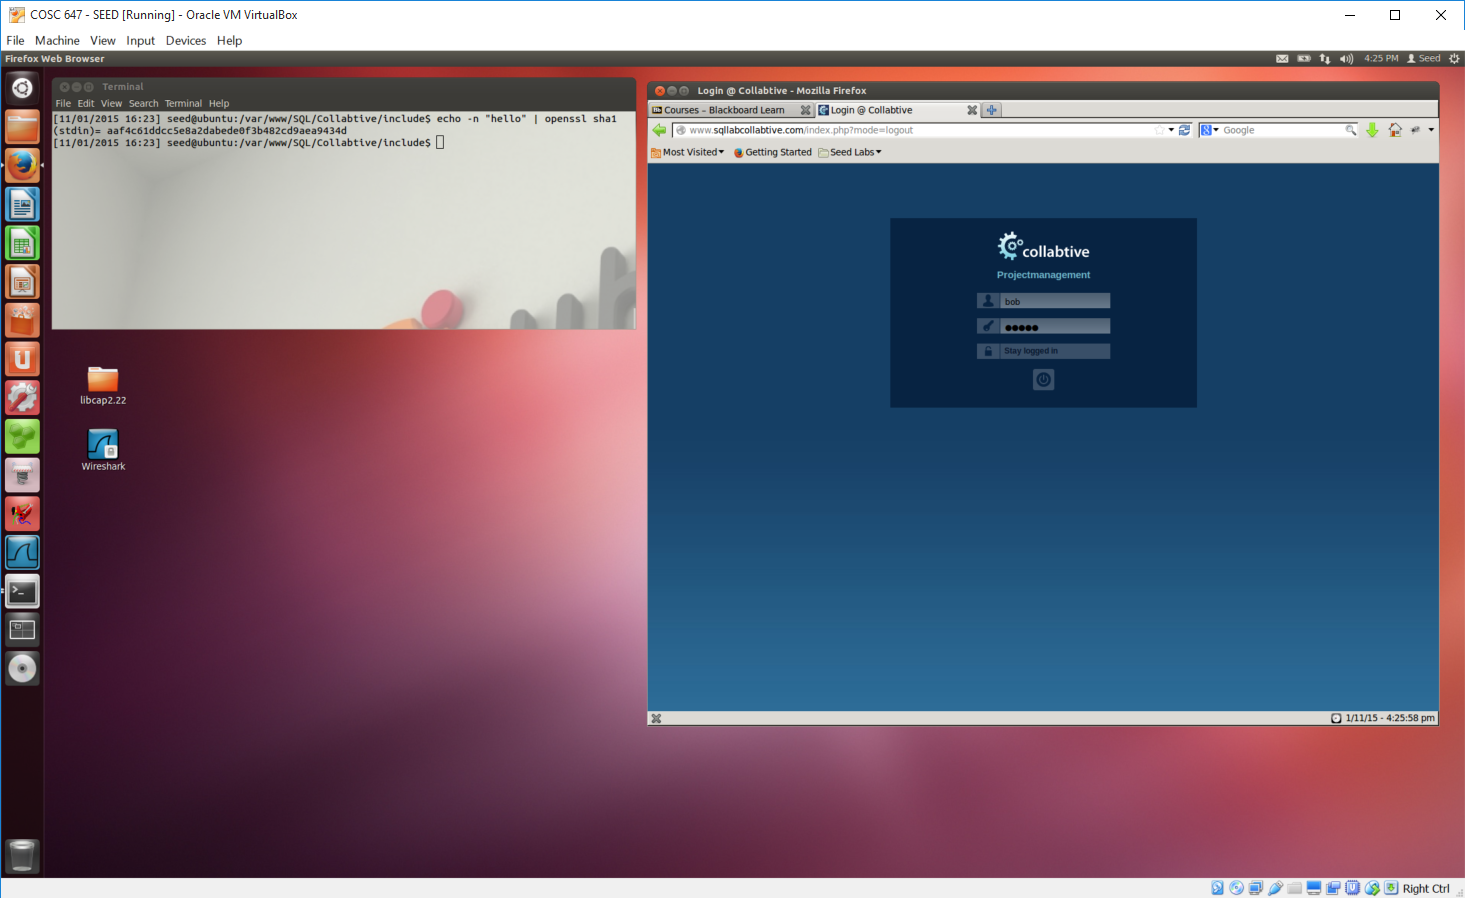 COSC 647 - SEED [Running] - Oracle VM VirtualBox
File Machine View Input Devices Help
Firefox Web Browser
4:25 PM Seed
Terminal
File Edit View Search Terminal Help
[11/01/2015 16:23] seed@ubuntu:/var/www/SQL/Collabtive/include$ echo -n "hello" | openssl sha1
(stdin)= aaf4c61ddcc5e8a2dabede0f3b482cd9aea9434d
[11/01/2015 16:23] seed@ubuntu:/var/www/SQL/Collabtive/include$
libcap2.22
Wireshark
Login @ Collabtive - Mozilla Firefox
Courses – Blackboard Learn
Login @ Collabtive
www.sqllabcollabtive.com/index.php?mode=logout
Google
Most Visited
Getting Started
Seed Labs
collabtive
Projectmanagement
bob
●●●●●
Stay logged in
1/11/15 - 4:25:58 pm
Right Ctrl